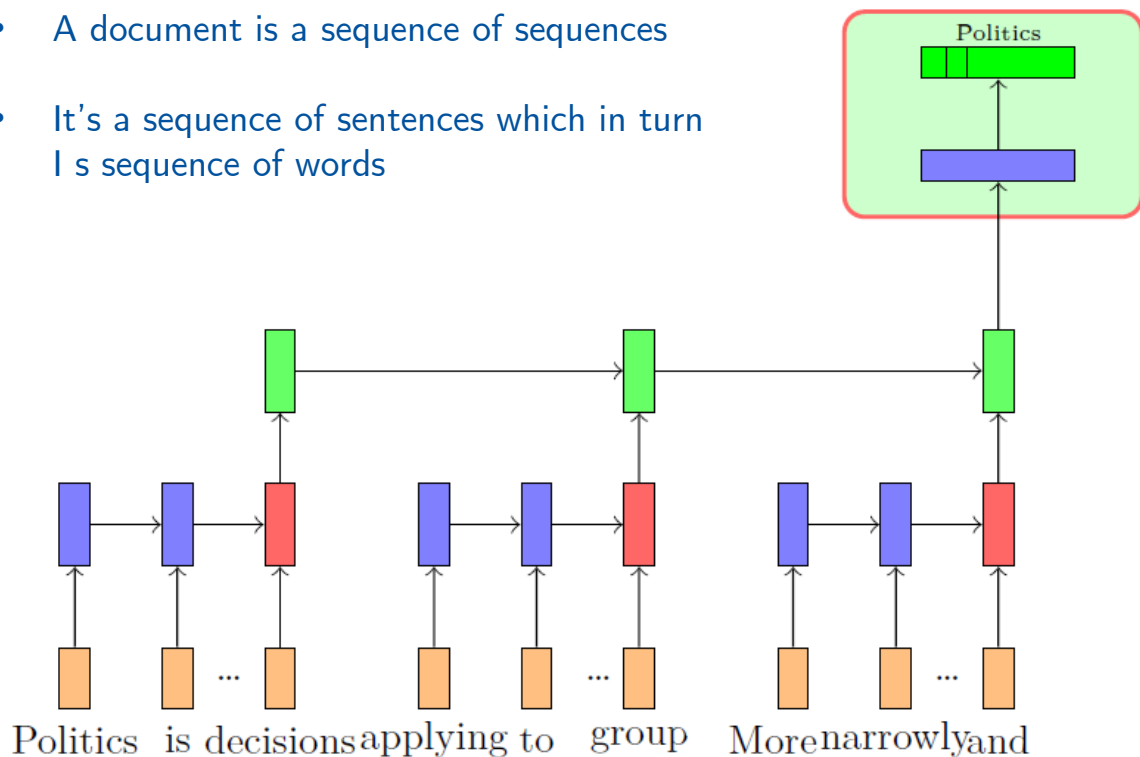 • A document is a sequence of sequences
• It's a sequence of sentences which in turn
I s sequence of words
Politics
... ... ...
Politics is decisions applying to group More narrowly and